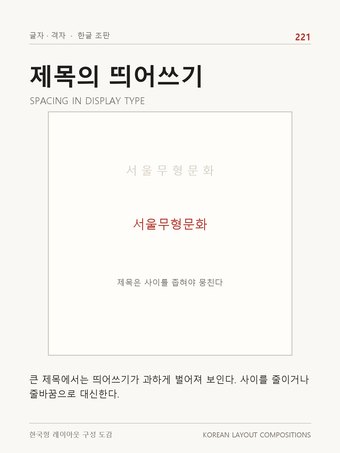 글자 · 격자 · 한글 조판
221
제목의 띄어쓰기
SPACING IN DISPLAY TYPE
서 울 무 형 문 화
서울무형문화
제목은 사이를 좁혀야 뭉친다
큰 제목에서는 띄어쓰기가 과하게 벌어져 보인다. 사이를 줄이거나
줄바꿈으로 대신한다.
한국형 레이아웃 구성 도감
KOREAN LAYOUT COMPOSITIONS